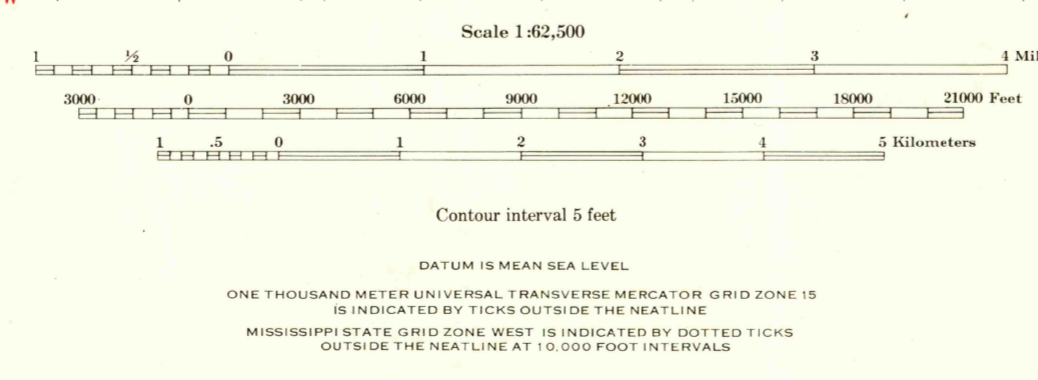 Scale 1:62,500
1 ½ 0 1 2 3 4 Mil
3000 0 3000 6000 9000 12000 15000 18000 21000 Feet
1 .5 0 1 2 3 4 5 Kilometers
Contour interval 5 feet
DATUM IS MEAN SEA LEVEL
ONE THOUSAND METER UNIVERSAL TRANSVERSE MERCATOR GRID ZONE 15
IS INDICATED BY TICKS OUTSIDE THE NEATLINE
MISSISSIPPI STATE GRID ZONE WEST IS INDICATED BY DOTTED TICKS
OUTSIDE THE NEATLINE AT 10,000 FOOT INTERVALS